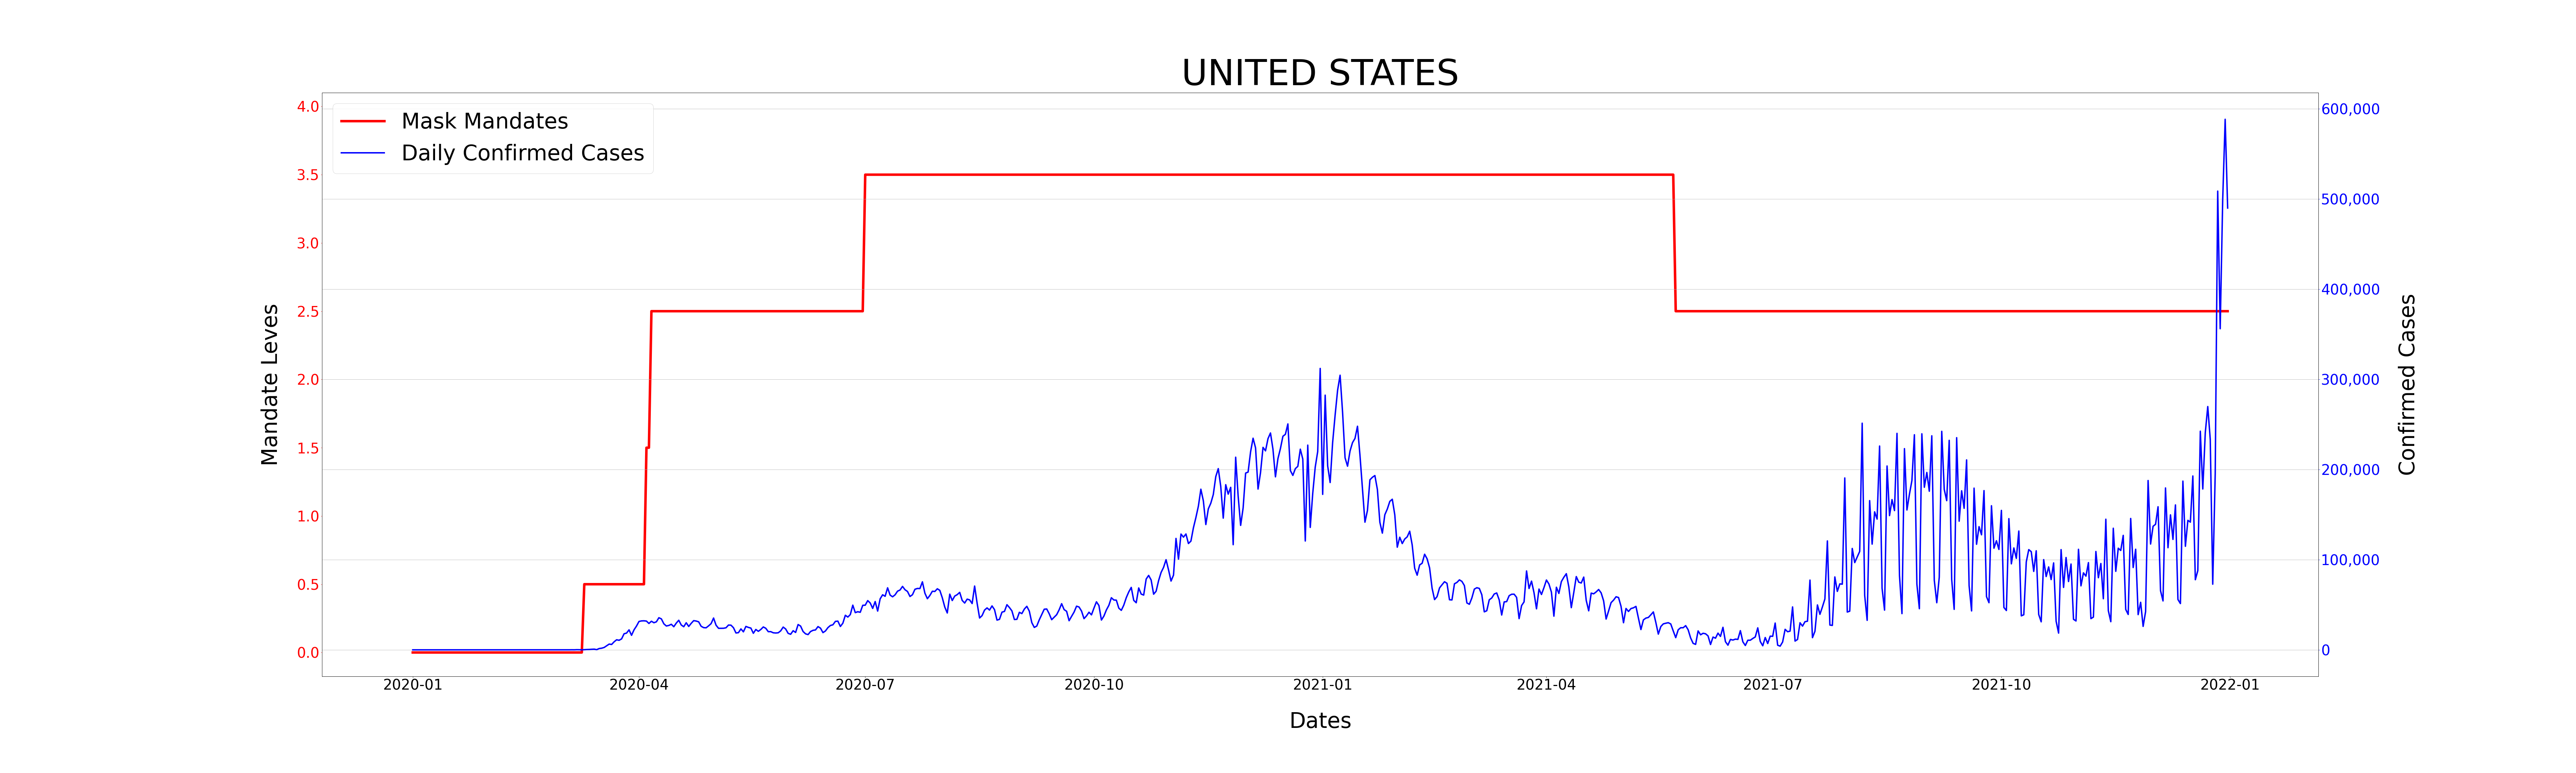 UNITED STATES
Mask Mandates
Daily Confirmed Cases
4.0
3.5
3.0
2.5
2.0
1.5
1.0
0.5
0.0
Mandate Leves
600,000
500,000
400,000
300,000
200,000
100,000
0
Confirmed Cases
2020-01 2020-04 2020-07 2020-10 2021-01 2021-04 2021-07 2021-10 2022-01
Dates